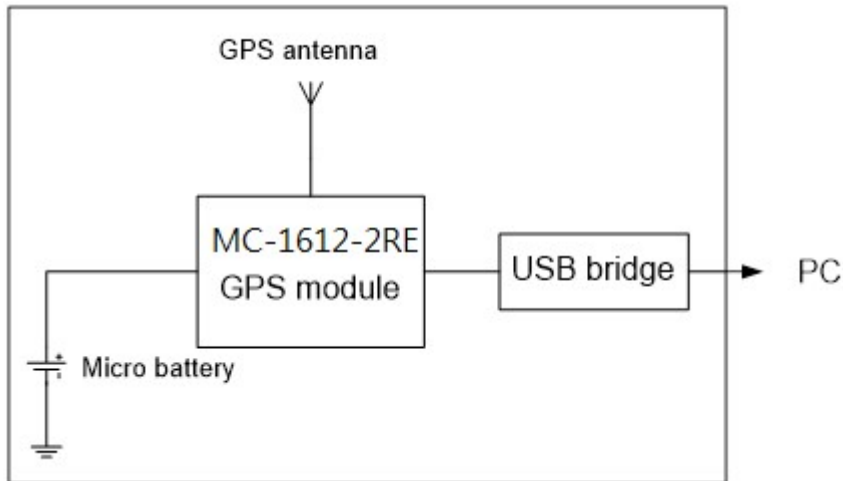 GPS antenna
MC-1612-2RE
GPS module
USB bridge
PC
Micro battery